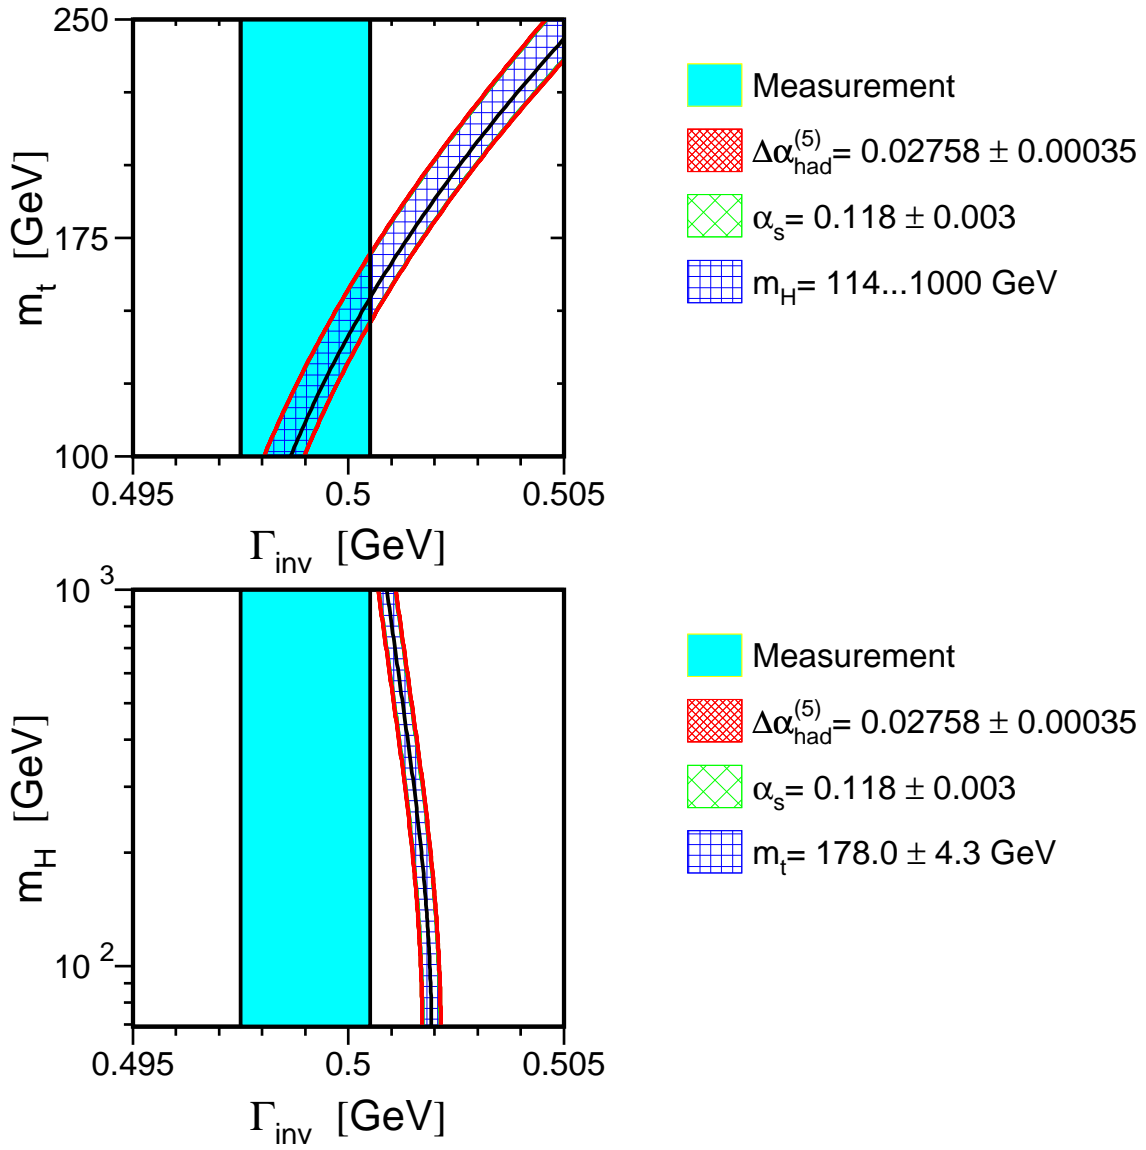 250
175
100
m_t [GeV]
0.495 0.5 0.505
Γ_inv [GeV]
Measurement
Δα_had^(5)= 0.02758 ± 0.00035
α_s= 0.118 ± 0.003
m_H= 114...1000 GeV
10^3
10^2
m_H [GeV]
0.495 0.5 0.505
Γ_inv [GeV]
Measurement
Δα_had^(5)= 0.02758 ± 0.00035
α_s= 0.118 ± 0.003
m_t= 178.0 ± 4.3 GeV